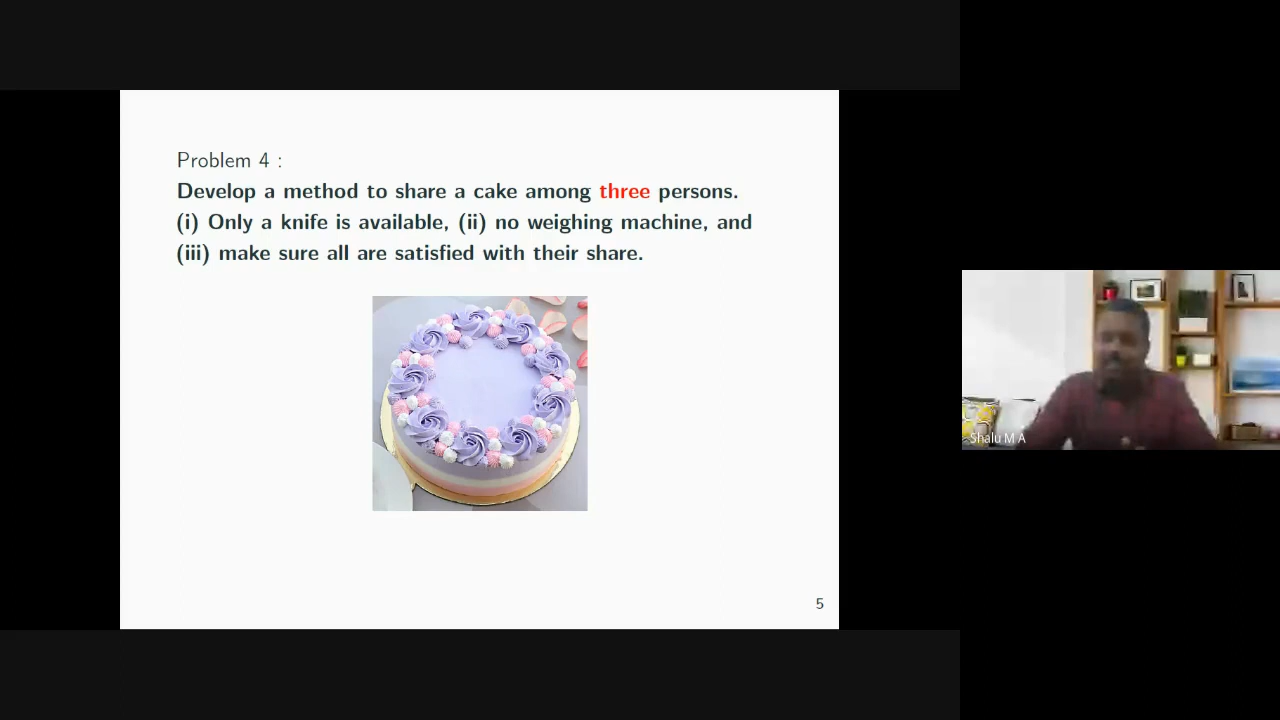 Problem 4 :
Develop a method to share a cake among three persons.
(i) Only a knife is available, (ii) no weighing machine, and
(iii) make sure all are satisfied with their share.
Shalu M A
5